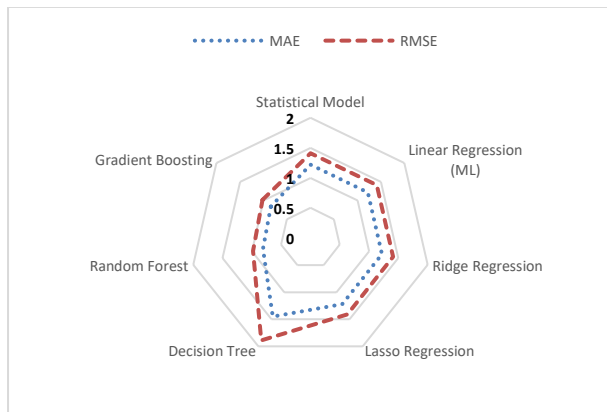 MAE
RMSE
Statistical Model
2
1.5
1
0.5
0
Linear Regression
(ML)
Ridge Regression
Lasso Regression
Decision Tree
Random Forest
Gradient Boosting